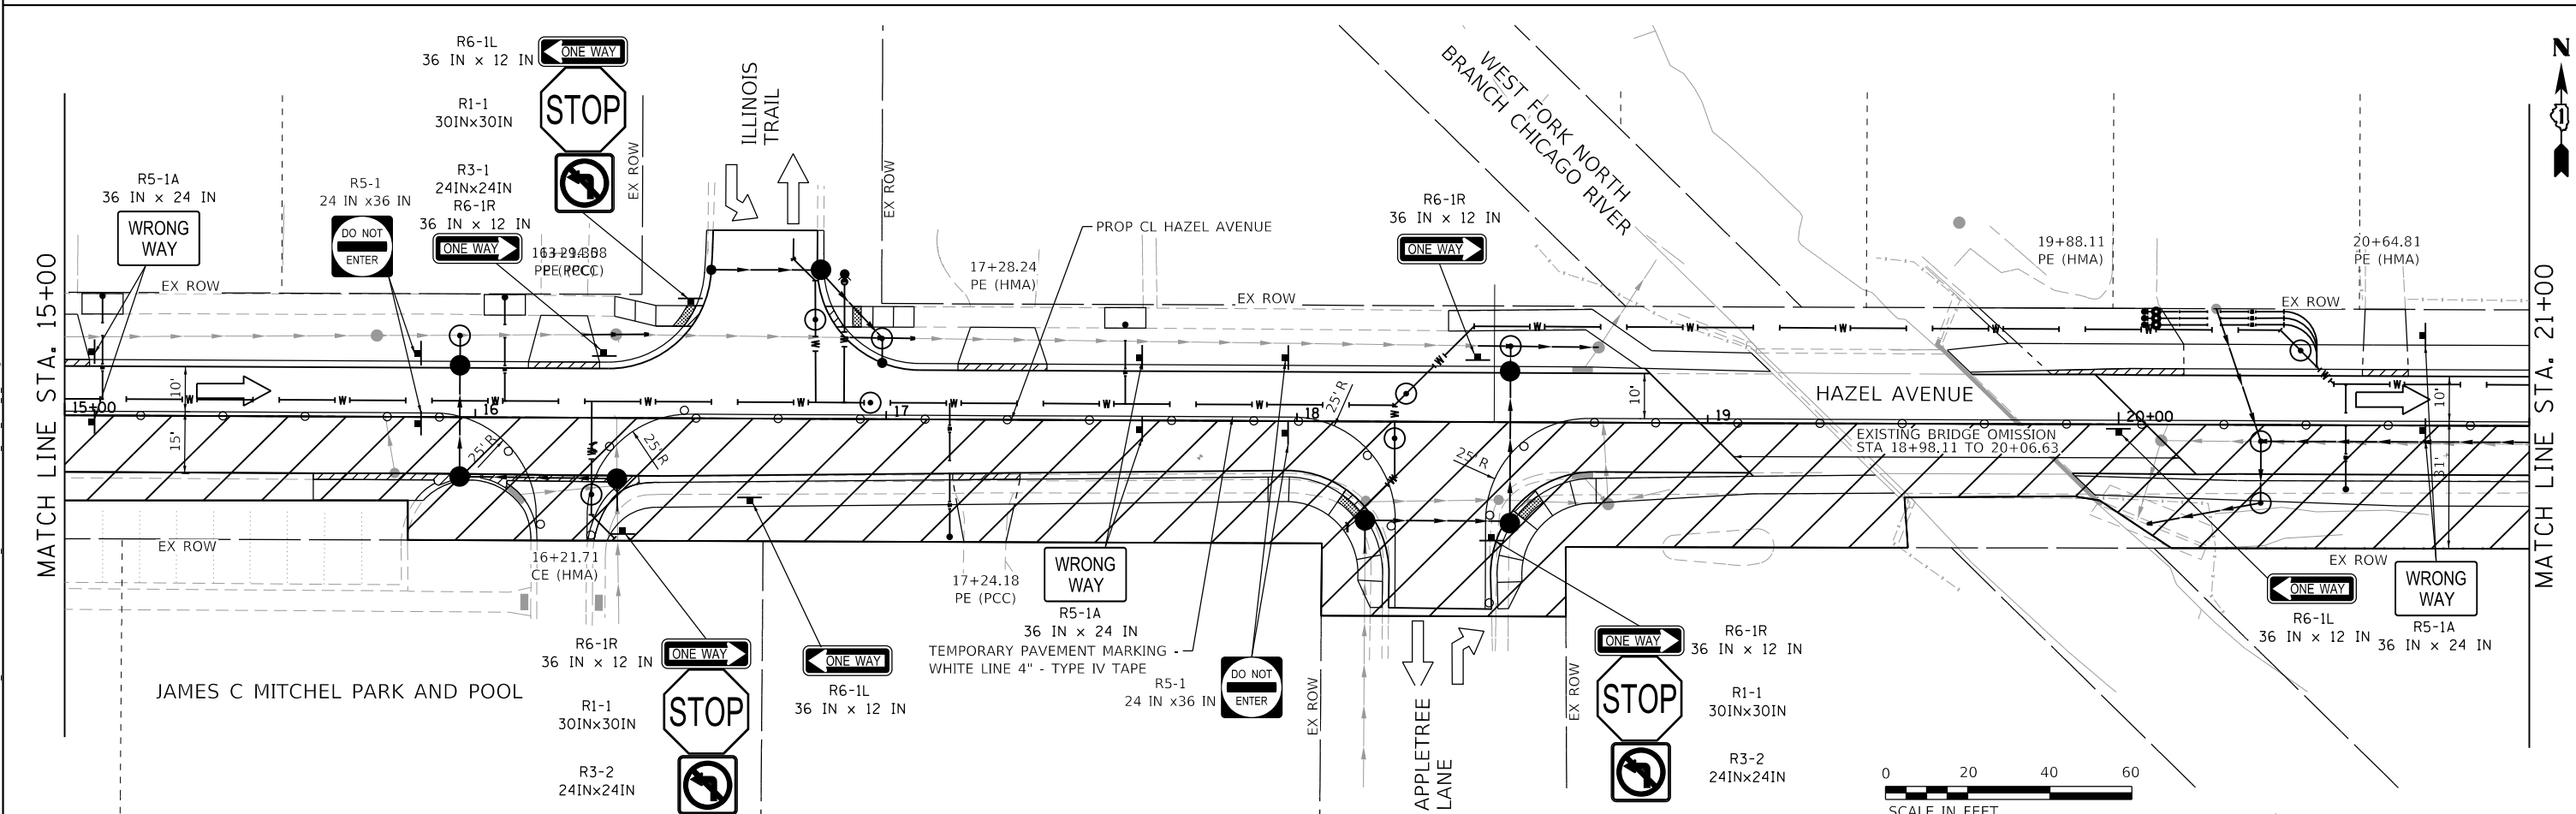 R6-1L
36 IN x 12 IN
ONE WAY
R1-1
30INx30IN
STOP
R3-1
24INx24IN
R6-1R
36 IN x 12 IN
ONE WAY
R5-1A
36 IN x 24 IN
WRONG
WAY
R5-1
24 IN x36 IN
DO NOT
ENTER
PE (PCC)
EX ROW
ILLINOIS
TRAIL
EX ROW
EX ROW
17+28.24
PE (HMA)
PROP CL HAZEL AVENUE
EX ROW
R6-1R
36 IN x 12 IN
ONE WAY
WEST FORK NORTH
BRANCH CHICAGO RIVER
19+88.11
PE (HMA)
20+64.81
PE (HMA)
EX ROW
N
1
MATCH LINE STA. 15+00
MATCH LINE STA. 21+00
10'
15'
15+00
16
17
18
19
20+00
W
25' R
25' R
25' R
25' R
10'
10'
31'
HAZEL AVENUE
EXISTING BRIDGE OMISSION
STA 18+98.11 TO 20+06.63
EX ROW
16+21.71
CE (HMA)
17+24.18
PE (PCC)
WRONG
WAY
R5-1A
36 IN x 24 IN
TEMPORARY PAVEMENT MARKING -
WHITE LINE 4" - TYPE IV TAPE
R5-1
24 IN x36 IN
DO NOT
ENTER
JAMES C MITCHEL PARK AND POOL
R6-1R
36 IN x 12 IN
ONE WAY
R1-1
30INx30IN
STOP
R3-2
24INx24IN
ONE WAY
R6-1L
36 IN x 12 IN
EX ROW
APPLETREE
LANE
EX ROW
ONE WAY
R6-1R
36 IN x 12 IN
STOP
R1-1
30INx30IN
R3-2
24INx24IN
EX ROW
ONE WAY
R6-1L
36 IN x 12 IN
WRONG
WAY
R5-1A
36 IN x 24 IN
0 20 40 60
SCALE IN FEET